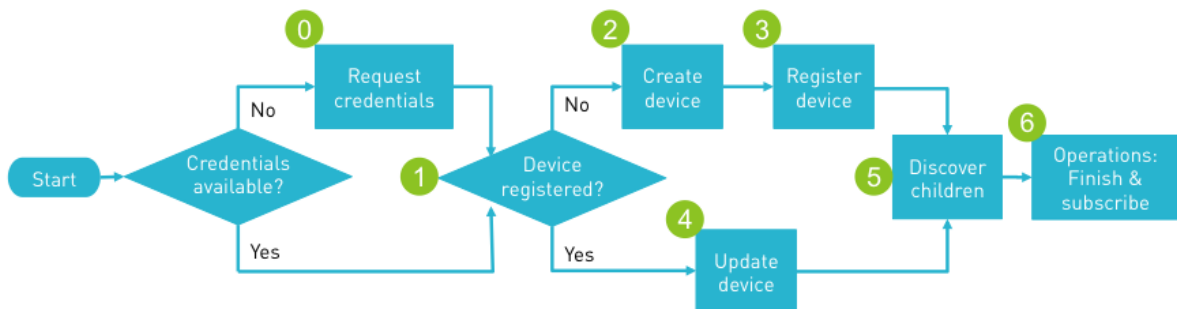 Start
Credentials
available?
No
Yes
0
Request
credentials
1
Device
registered?
No
Yes
2
Create
device
3
Register
device
4
Update
device
5
Discover
children
6
Operations:
Finish &
subscribe